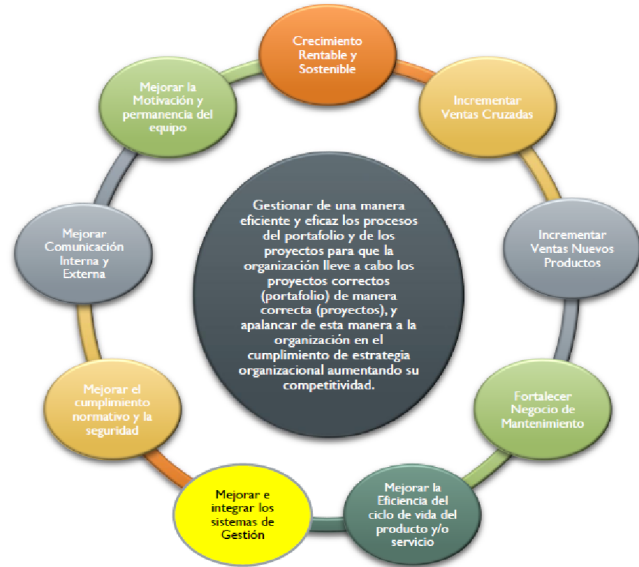 Crecimiento
Rentable y
Sostenible
Incrementar
Ventas Cruzadas
Incrementar
Ventas Nuevos
Productos
Fortalecer
Negocio de
Mantenimiento
Mejorar la
Eficiencia del
ciclo de vida del
producto y/o
servicio
Mejorar e
integrar los
sistemas de
Gestión
Mejorar el
cumplimiento
normativo y la
seguridad
Mejorar
Comunicación
Interna y
Externa
Mejorar la
Motivación y
permanencia del
equipo
Gestionar de una manera
eficiente y eficaz los procesos
del portafolio y de los
proyectos para que la
organización lleve a cabo los
proyectos correctos
(portafolio) de manera
correcta (proyectos), y
apalancar de esta manera a la
organización en el
cumplimiento de estrategia
organizacional aumentando su
competitividad.